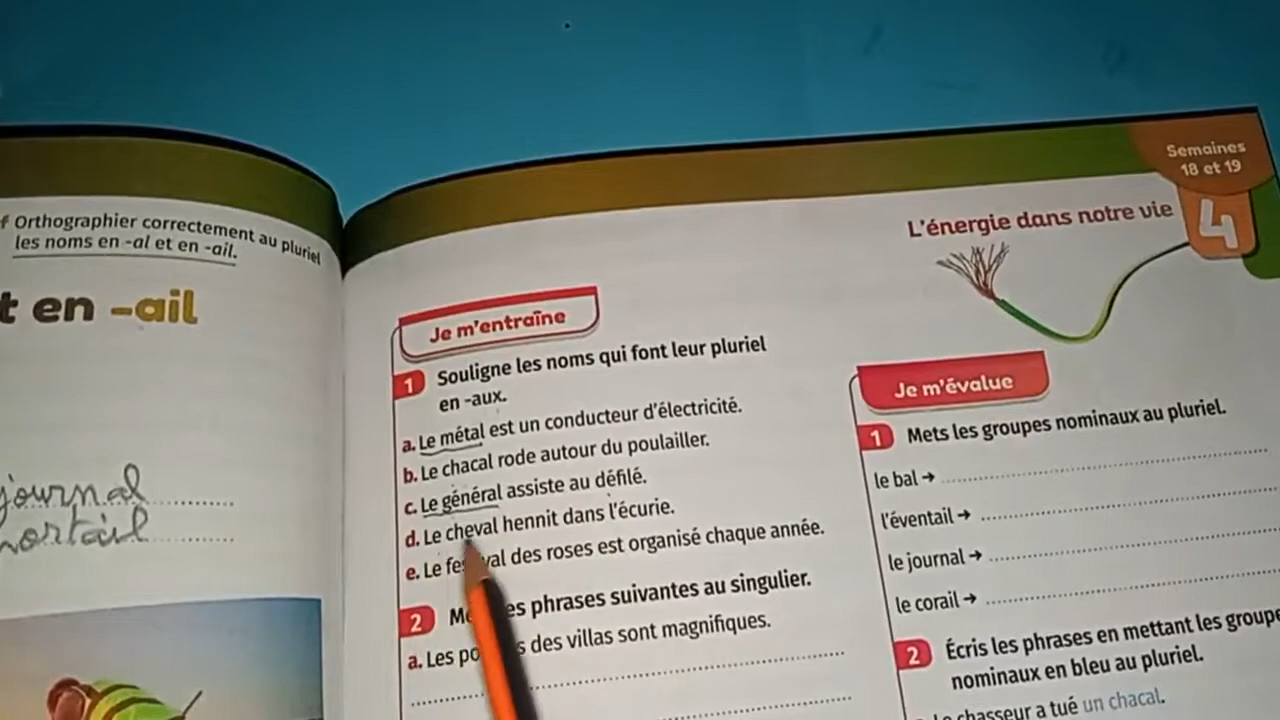 Orthographier correctement au pluriel
les noms en -al et en -ail.
en -ail
journal
portail
Semaines
18 et 19
4
L'énergie dans notre vie
Je m'entraîne
1 Souligne les noms qui font leur pluriel
en -aux.
a. Le métal est un conducteur d'électricité.
b. Le chacal rode autour du poulailler.
c. Le général assiste au défilé.
d. Le cheval hennit dans l'écurie.
e. Le des roses est organisé chaque année.
2 phrases suivantes au singulier.
a. Les des villas sont magnifiques.
Je m'évalue
1 Mets les groupes nominaux au pluriel.
le bal →
l'éventail →
le journal →
le corail →
2 Écris les phrases en mettant les groupe
nominaux en bleu au pluriel.
chasseur a tué un chacal.